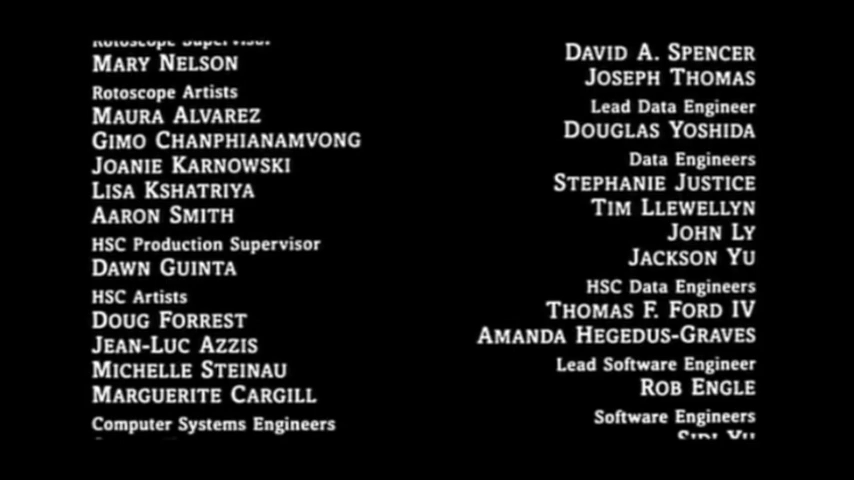 Rotoscope Supervisor
MARY NELSON
Rotoscope Artists
MAURA ALVAREZ
GIMO CHANPHIANAMVONG
JOANIE KARNOWSKI
LISA KSHATRIYA
AARON SMITH
HSC Production Supervisor
DAWN GUINTA
HSC Artists
DOUG FORREST
JEAN-LUC AZZIS
MICHELLE STEINAU
MARGUERITE CARGILL
Computer Systems Engineers
DAVID A. SPENCER
JOSEPH THOMAS
Lead Data Engineer
DOUGLAS YOSHIDA
Data Engineers
STEPHANIE JUSTICE
TIM LLEWELLYN
JOHN LY
JACKSON YU
HSC Data Engineers
THOMAS F. FORD IV
AMANDA HEGEDUS-GRAVES
Lead Software Engineer
ROB ENGLE
Software Engineers